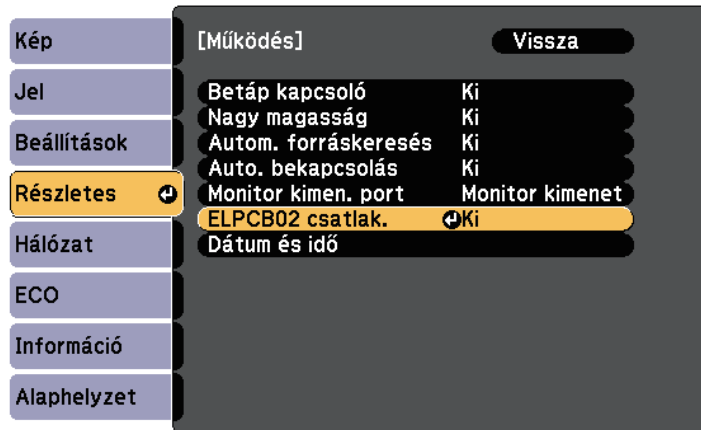 Kép
Jel
Beállítások
Részletes
Hálózat
ECO
Információ
Alaphelyzet
[Működés] Vissza
Betáp kapcsoló Ki
Nagy magasság Ki
Autom. forráskeresés Ki
Auto. bekapcsolás Ki
Monitor kimen. port Monitor kimenet
ELPCB02 csatlak. Ki
Dátum és idő